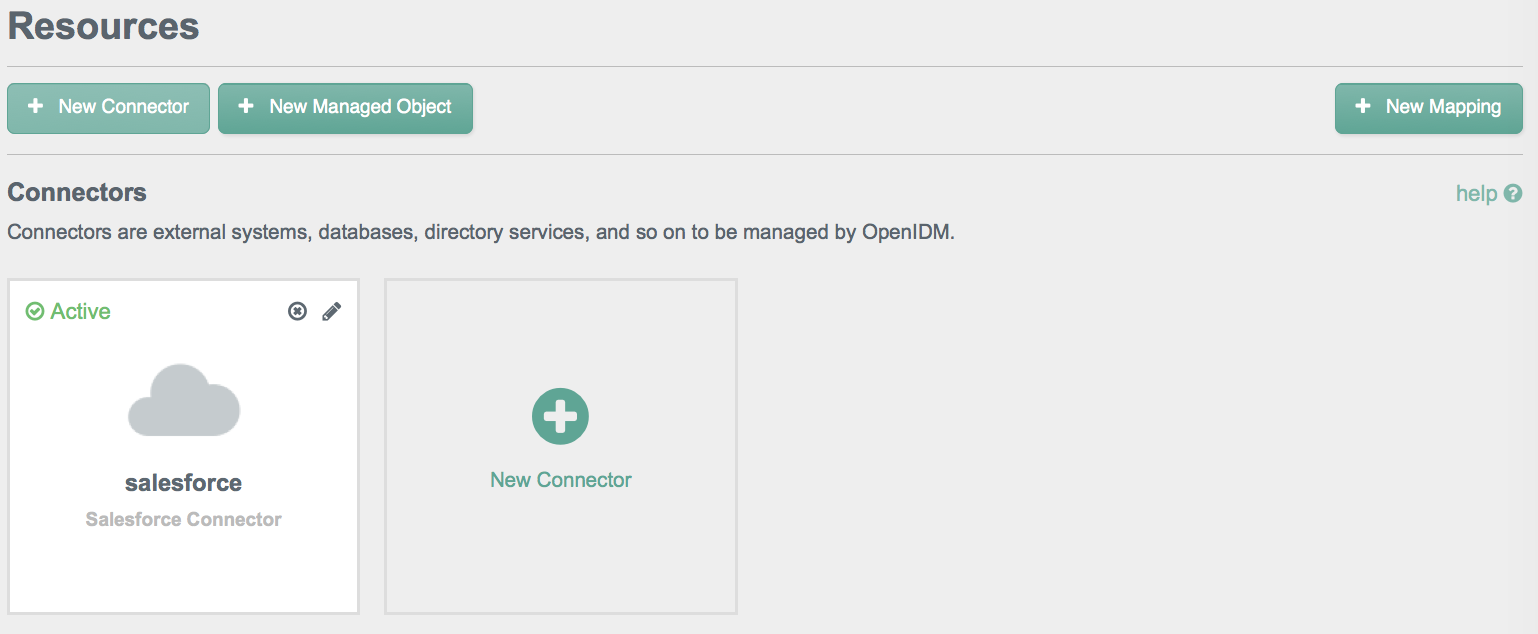 Resources
New Connector
New Managed Object
New Mapping
Connectors
help
Connectors are external systems, databases, directory services, and so on to be managed by OpenIDM.
Active
salesforce
Salesforce Connector
New Connector